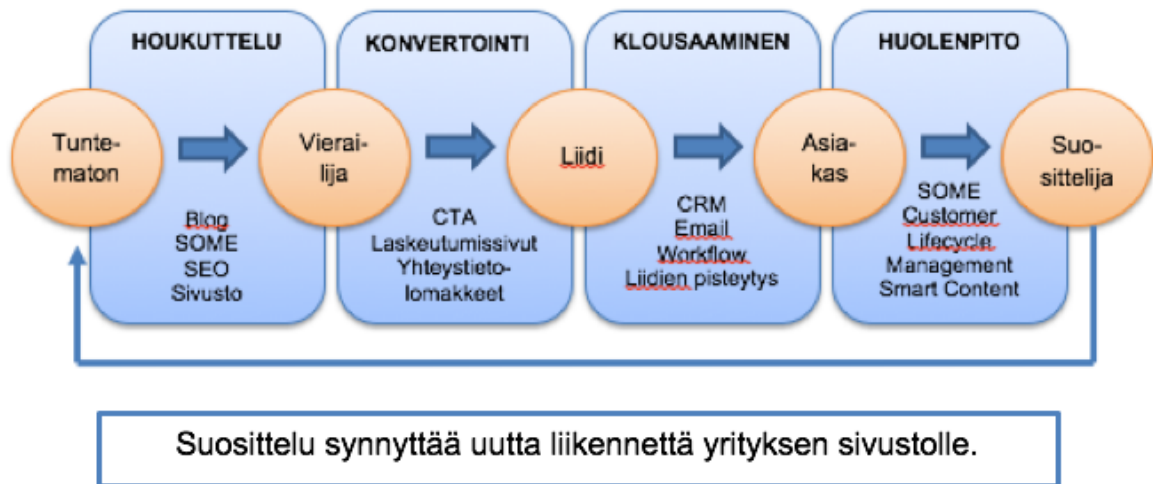 HOUKUTTELU
KONVERTOINTI
KLOUSAAMINEN
HUOLENPITO
Tunte-
maton
Vierai-
lija
Liidi
Asia-
kas
Suo-
sittelija
Blog
SOME
SEO
Sivusto
CTA
Laskeutumissivut
Yhteystieto-
lomakkeet
CRM
Email
Workflow
Liidien pisteytys
SOME
Customer
Lifecycle
Management
Smart Content
Suosittelu synnyttää uutta liikennettä yrityksen sivustolle.